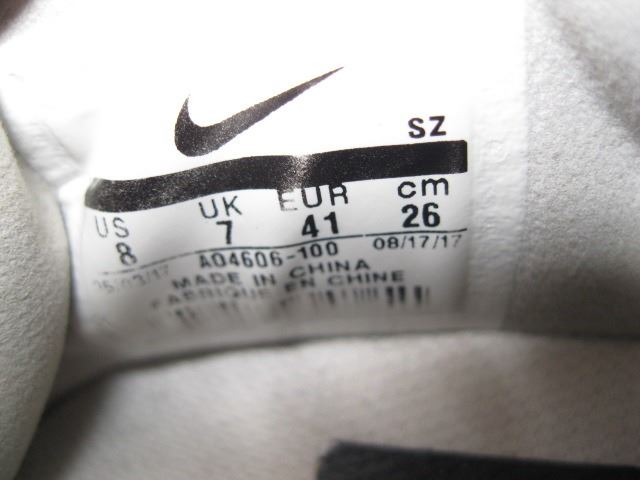 SZ
US UK EUR cm
8 7 41 26
AO4606-100 08/17/17
MADE IN CHINA
FABRIQUE EN CHINE